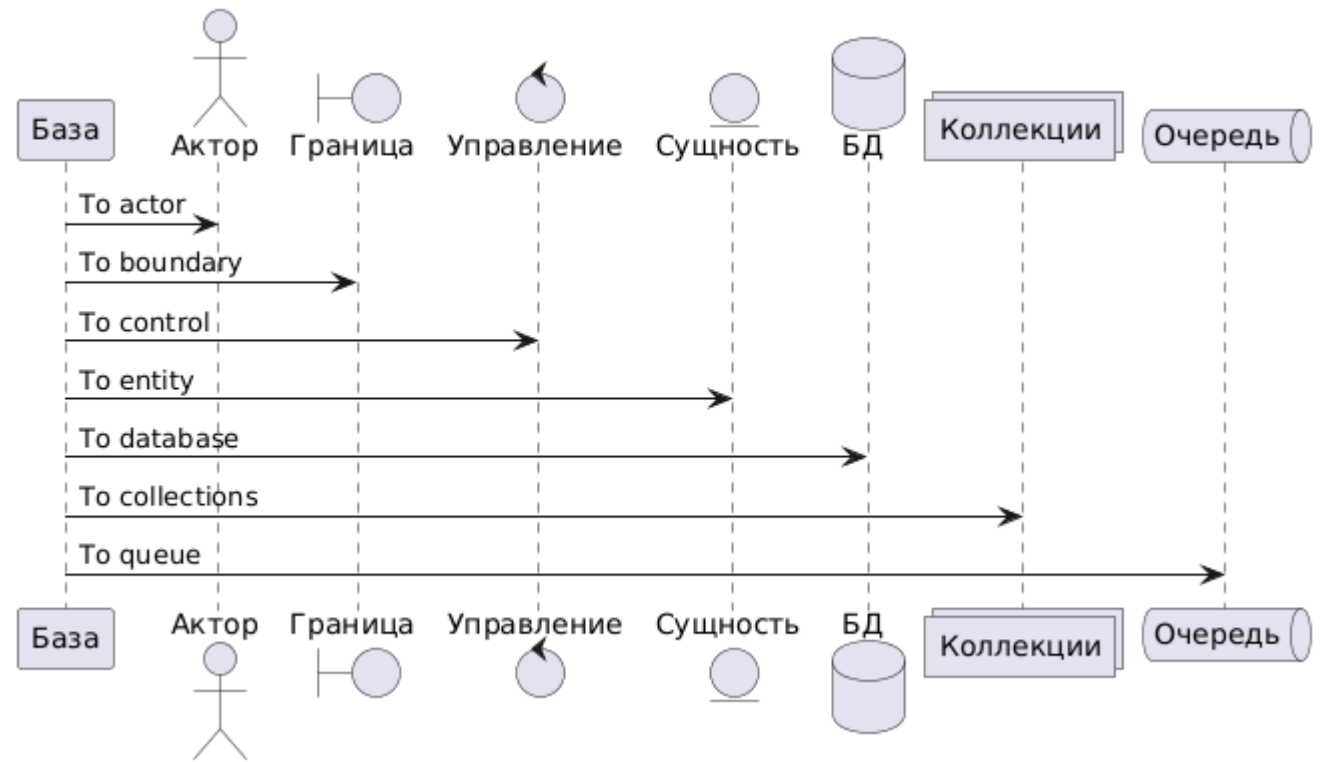 База
Актор
Граница
Управление
Сущность
БД
Коллекции
Очередь
To actor
To boundary
To control
To entity
To database
To collections
To queue
База
Актор
Граница
Управление
Сущность
БД
Коллекции
Очередь